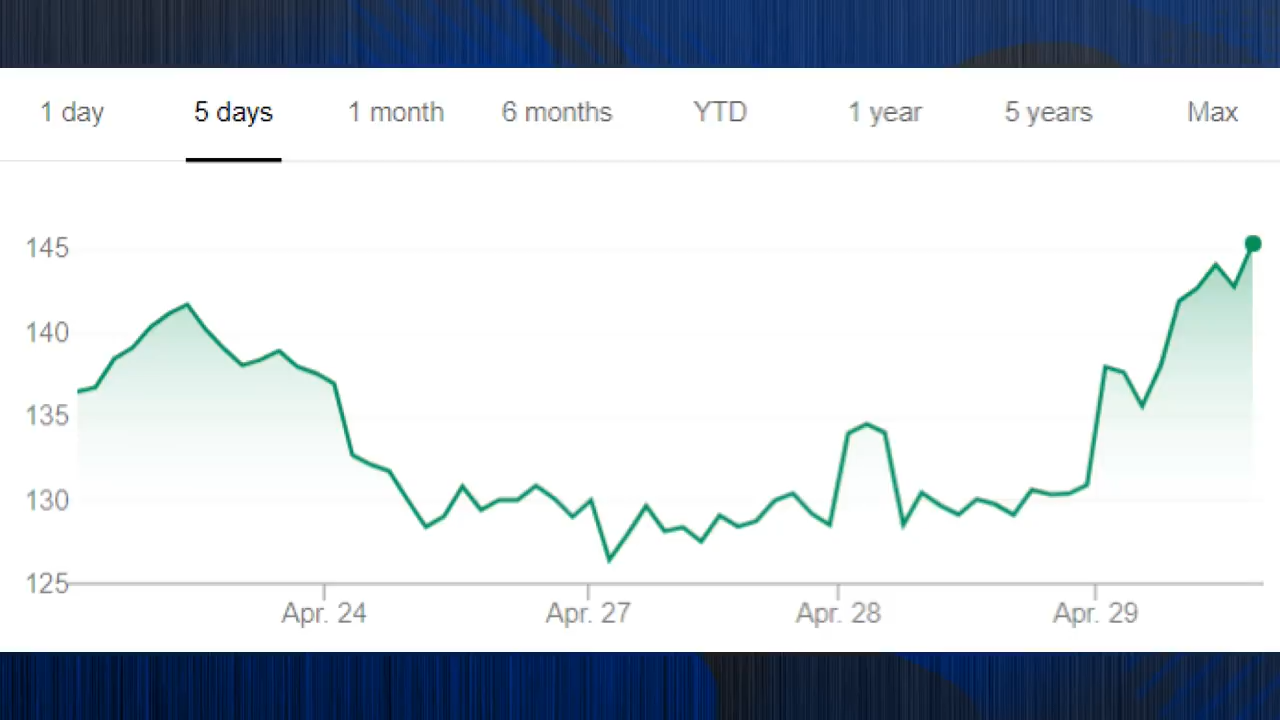 1 day 5 days 1 month 6 months YTD 1 year 5 years Max
145
140
135
130
125
Apr. 24 Apr. 27 Apr. 28 Apr. 29